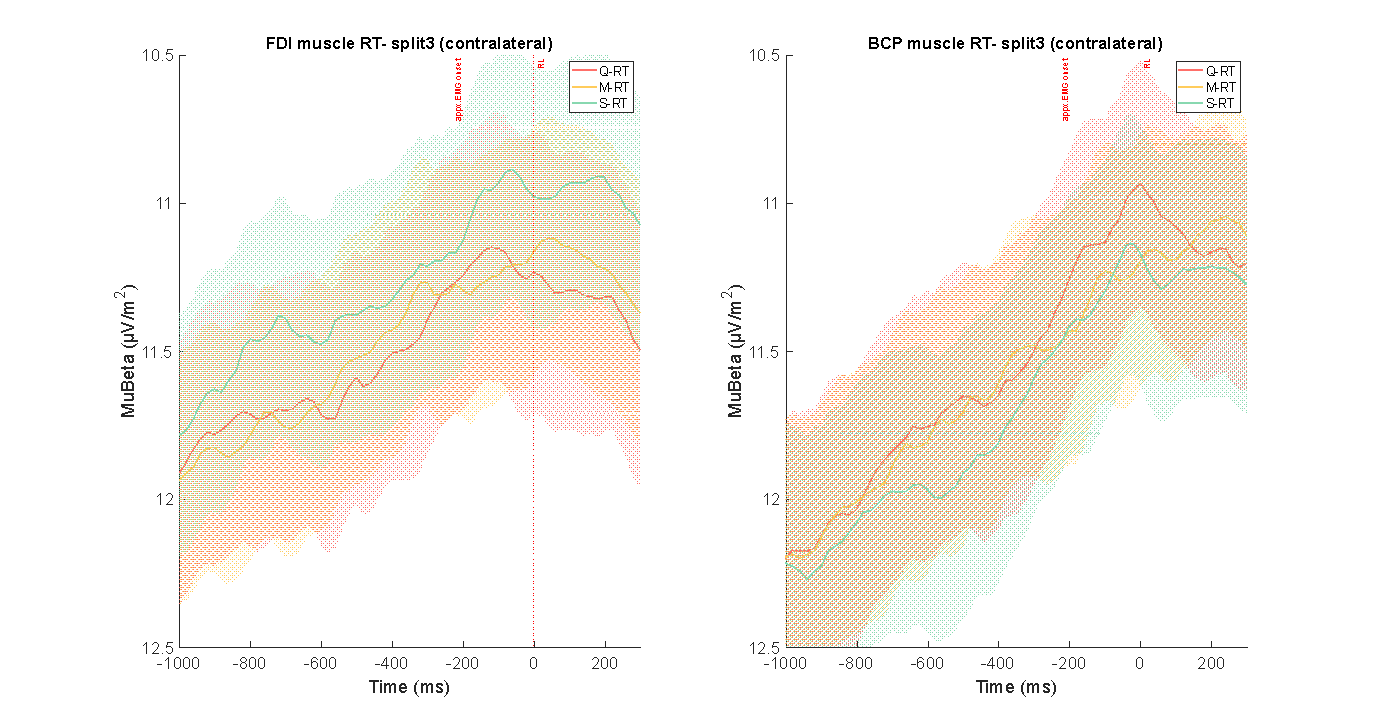 FDI muscle RT- split3 (contralateral)
10.5
11
11.5
12
12.5
MuBeta (µV/m²)
-1000
-800
-600
-400
-200
0
200
Time (ms)
appx.EMG onset
RL
Q-RT
M-RT
S-RT
BCP muscle RT- split3 (contralateral)
10.5
11
11.5
12
12.5
MuBeta (µV/m²)
-1000
-800
-600
-400
-200
0
200
Time (ms)
appx.EMG onset
RL
Q-RT
M-RT
S-RT